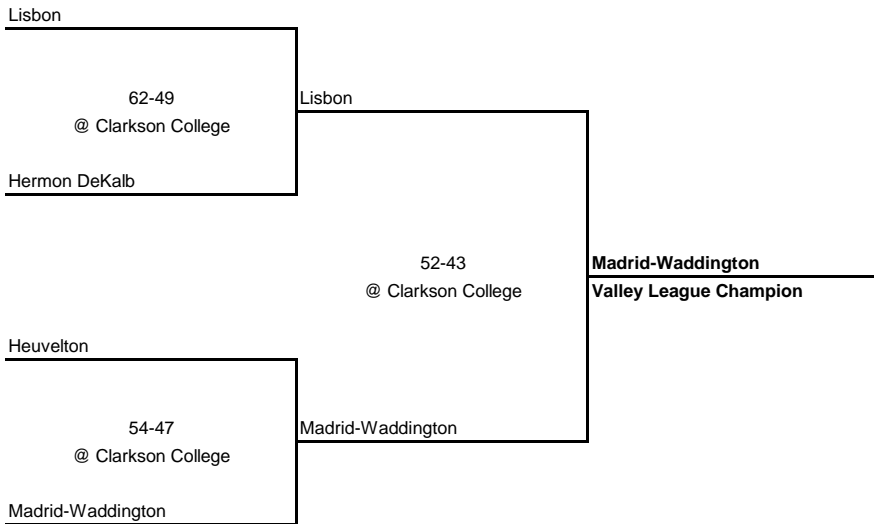 Lisbon
62-49
@ Clarkson College
Lisbon
Hermon DeKalb
52-43
@ Clarkson College
Madrid-Waddington
Valley League Champion
Heuvelton
54-47
@ Clarkson College
Madrid-Waddington
Madrid-Waddington